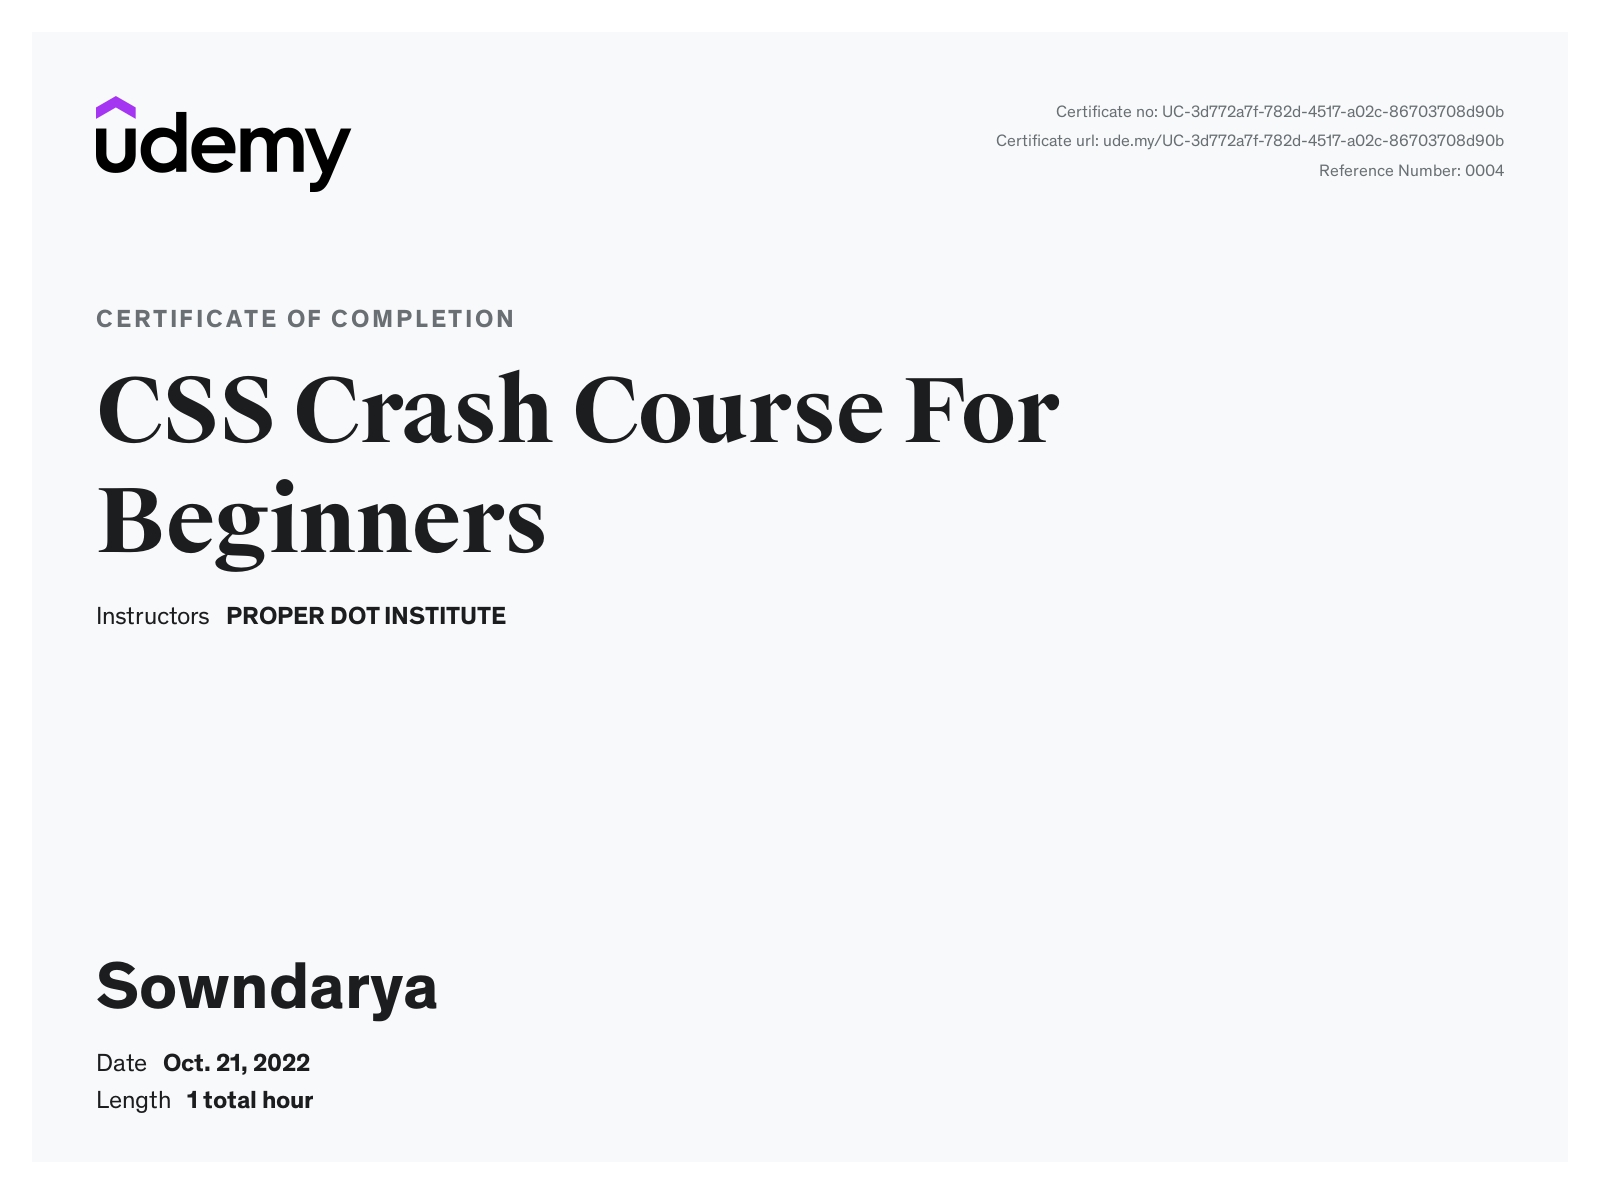 udemy
Certificate no: UC-3d772a7f-782d-4517-a02c-86703708d90b
Certificate url: ude.my/UC-3d772a7f-782d-4517-a02c-86703708d90b
Reference Number: 0004
CERTIFICATE OF COMPLETION
CSS Crash Course For
Beginners
Instructors PROPER DOT INSTITUTE
Sowndarya
Date Oct. 21, 2022
Length 1 total hour